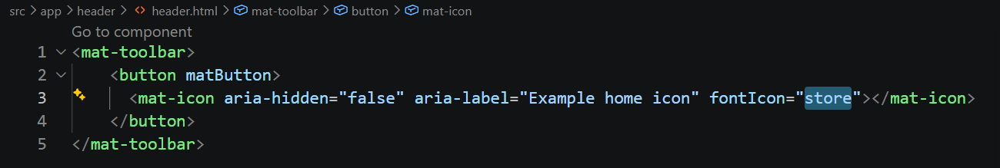 src > app > header > <> header.html > mat-toolbar > button > mat-icon
Go to component
1 <mat-toolbar>
2 <button matButton>
3 <mat-icon aria-hidden="false" aria-label="Example home icon" fontIcon="store"></mat-icon>
4 </button>
5 </mat-toolbar>